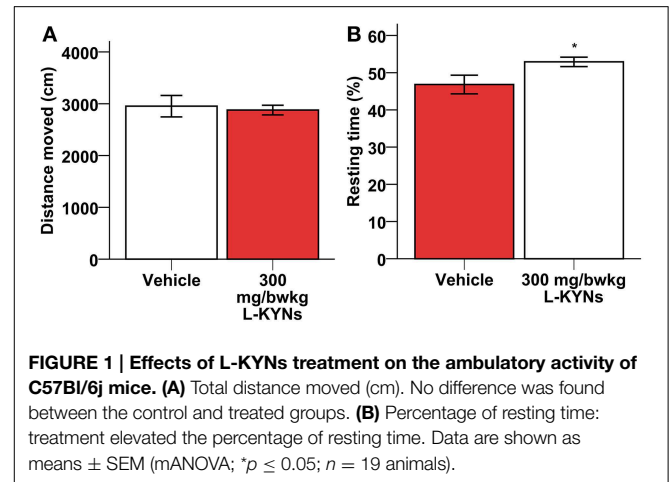 A
4000
3000
2000
1000
0
Distance moved (cm)
Vehicle
300
mg/bwkg
L-KYNs
B
*
60
50
40
30
20
10
0
Resting time (%)
Vehicle
300 mg/bwkg
L-KYNs
FIGURE 1 | Effects of L-KYNs treatment on the ambulatory activity of
C57Bl/6j mice. (A) Total distance moved (cm). No difference was found
between the control and treated groups. (B) Percentage of resting time:
treatment elevated the percentage of resting time. Data are shown as
means ± SEM (mANOVA; *p ≤ 0.05; n = 19 animals).